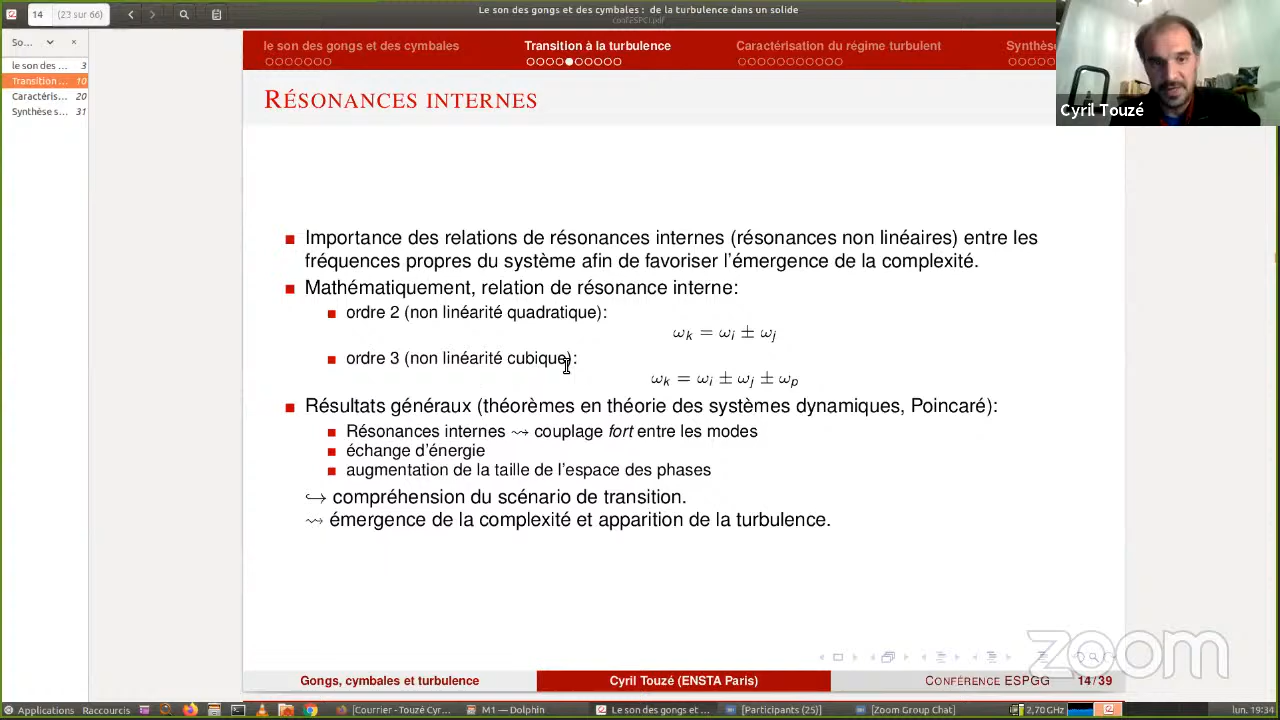 Le son des gongs et des cymbales : de la turbulence dans un solide
confESPCI.pdf
14
(23 sur 66)
So...
le son des ... 3
Transition ... 10
Caractéris... 20
Synthèse s... 31
le son des gongs et des cymbales
Transition à la turbulence
Caractérisation du régime turbulent
Synthès
Cyril Touzé
RÉSONANCES INTERNES
Importance des relations de résonances internes (résonances non linéaires) entre les
fréquences propres du système afin de favoriser l'émergence de la complexité.
Mathématiquement, relation de résonance interne:
ordre 2 (non linéarité quadratique):
ωk = ωi ± ωj
ordre 3 (non linéarité cubique):
ωk = ωi ± ωj ± ωp
Résultats généraux (théorèmes en théorie des systèmes dynamiques, Poincaré):
Résonances internes ⇝ couplage fort entre les modes
échange d'énergie
augmentation de la taille de l'espace des phases
↪ compréhension du scénario de transition.
⇝ émergence de la complexité et apparition de la turbulence.
zoom
Gongs, cymbales et turbulence
Cyril Touzé (ENSTA Paris)
CONFÉRENCE ESPGG
14/39
Applications Raccourcis
[Courrier - Touzé Cyr...
M1 — Dolphin
Le son des gongs et ...
[Participants (25)]
[Zoom Group Chat]
2,70 GHz
lun. 19:34